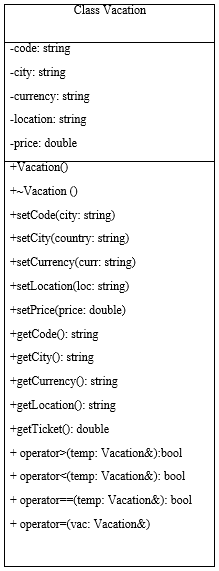 Class Vacation
-code: string
-city: string
-currency: string
-location: string
-price: double
+Vacation()
+~Vacation ()
+setCode(city: string)
+setCity(country: string)
+setCurrency(curr: string)
+setLocation(loc: string)
+setPrice(price: double)
+getCode(): string
+getCity(): string
+getCurrency(): string
+getLocation(): string
+getTicket(): double
+ operator>(temp: Vacation&):bool
+ operator<(temp: Vacation&): bool
+ operator==(temp: Vacation&): bool
+ operator=(vac: Vacation&)